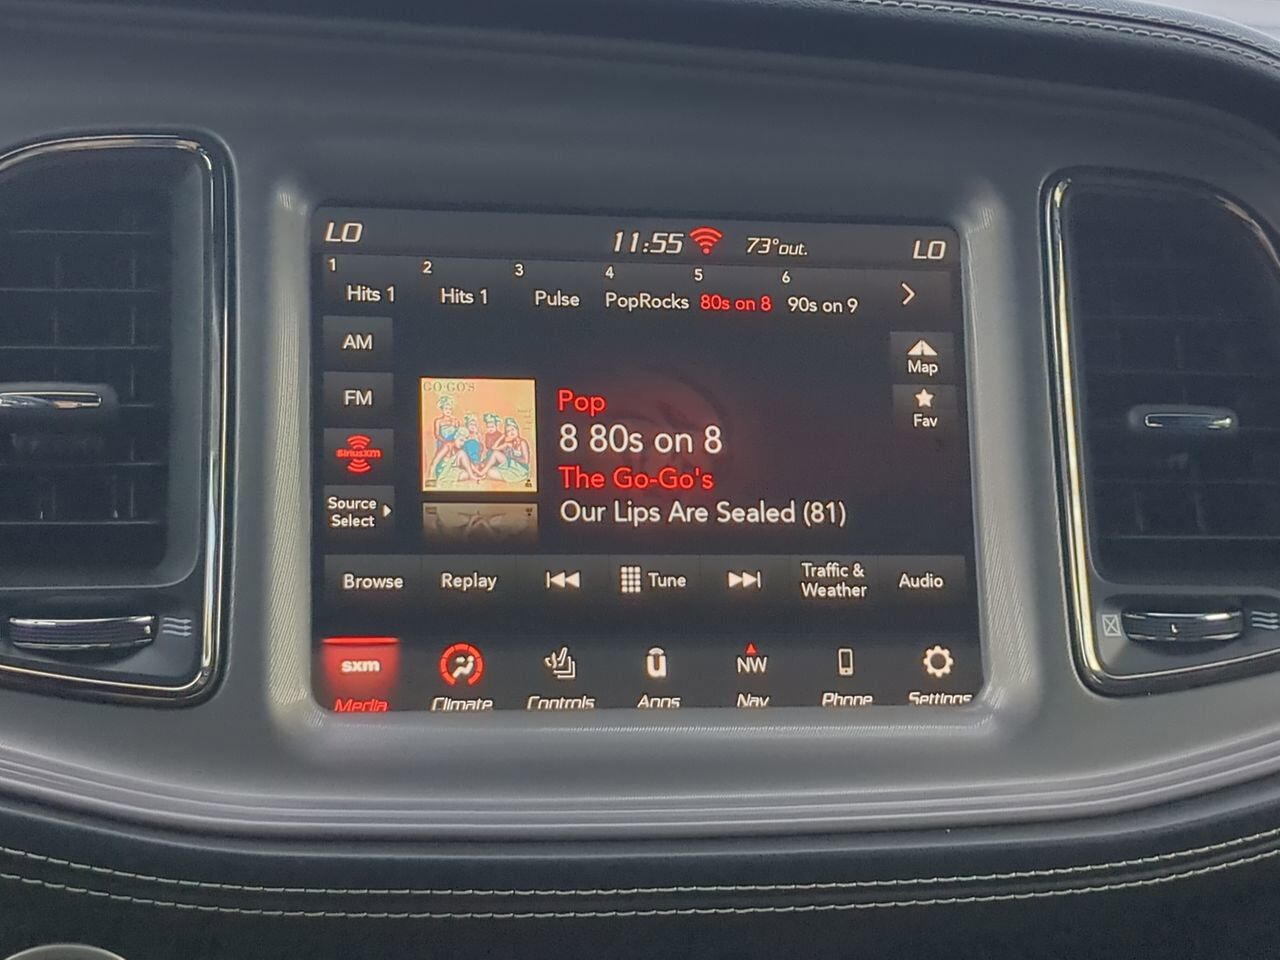 LO 11:55 73°out. LO
1 2 3 4 5 6
Hits 1 Hits 1 Pulse PopRocks 80s on 8 90s on 9
AM
FM
SiriusXM
Source
Select
Map
Fav
GO-GO'S
Pop
8 80s on 8
The Go-Go's
Our Lips Are Sealed (81)
Browse Replay Tune Traffic &
Weather Audio
sxm NW
Media Climate Controls Apps Nav Phone Settings